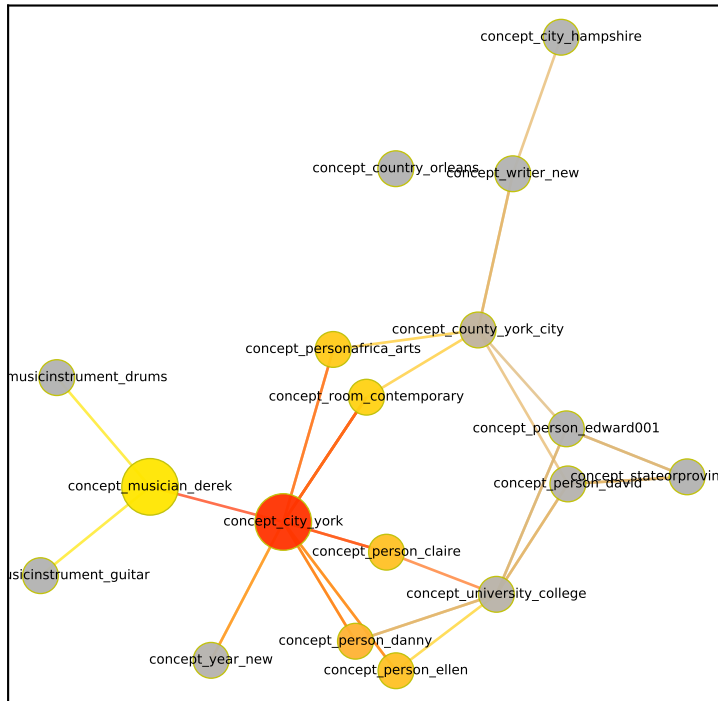 concept_city_hampshire
concept_country_orleans
concept_writer_new
concept_county_york_city
concept_personafrica_arts
musicinstrument_drums
concept_room_contemporary
concept_person_edward001
concept_stateorprovin
concept_person_david
concept_musician_derek
concept_city_york
concept_person_claire
usicinstrument_guitar
concept_university_college
concept_person_danny
concept_year_new
concept_person_ellen